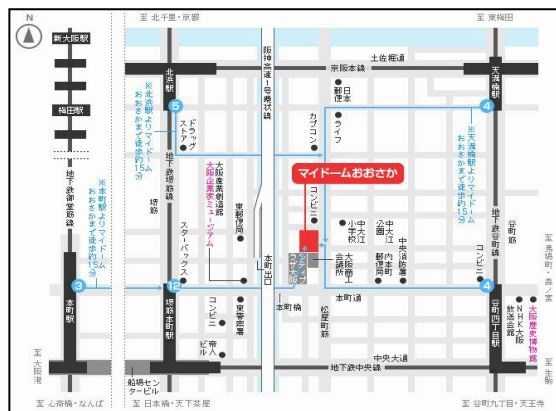 N
至 北千里・京都
至 東梅田
新大阪駅
梅田駅
本町駅
北浜駅
天満橋駅
堺筋本町駅
谷町四丁目駅
土佐堀通
京阪本線
阪神高速1号環状線
地下鉄御堂筋線
地下鉄堺筋線
堺筋
地下鉄谷町線
谷町筋
※北浜駅よりマイドーム
おおさかまで徒歩約15分
※本町駅よりマイドーム
おおさかまで徒歩約15分
※天満橋駅よりマイドーム
おおさかまで徒歩約15分
5
4
3
12
4
ドラッグ
ストア
カプコン
日本
郵便
ライフ
マイドームおおさか
コンビニ
大阪産業創造館
大阪企業家ミュージアム
東郵便局
スターバックス
本町出口
シティプラザ大阪
大阪商工
会議所
中大江
小学校
中大江
公園
内本町
郵便局
中央消防署
コンビニ
コンビニ
東警察署
帝人
ビル
本町橋
松屋町筋
本町通
中央大通
地下鉄中央線
船場セン
タービル
NHK大阪
放送会館
大阪歴史博物館
至 馬場町・森ノ宮
至 生駒
至 大阪港
至 心斎橋・なんば
至 日本橋・天下茶屋
至 谷町九丁目・天王寺